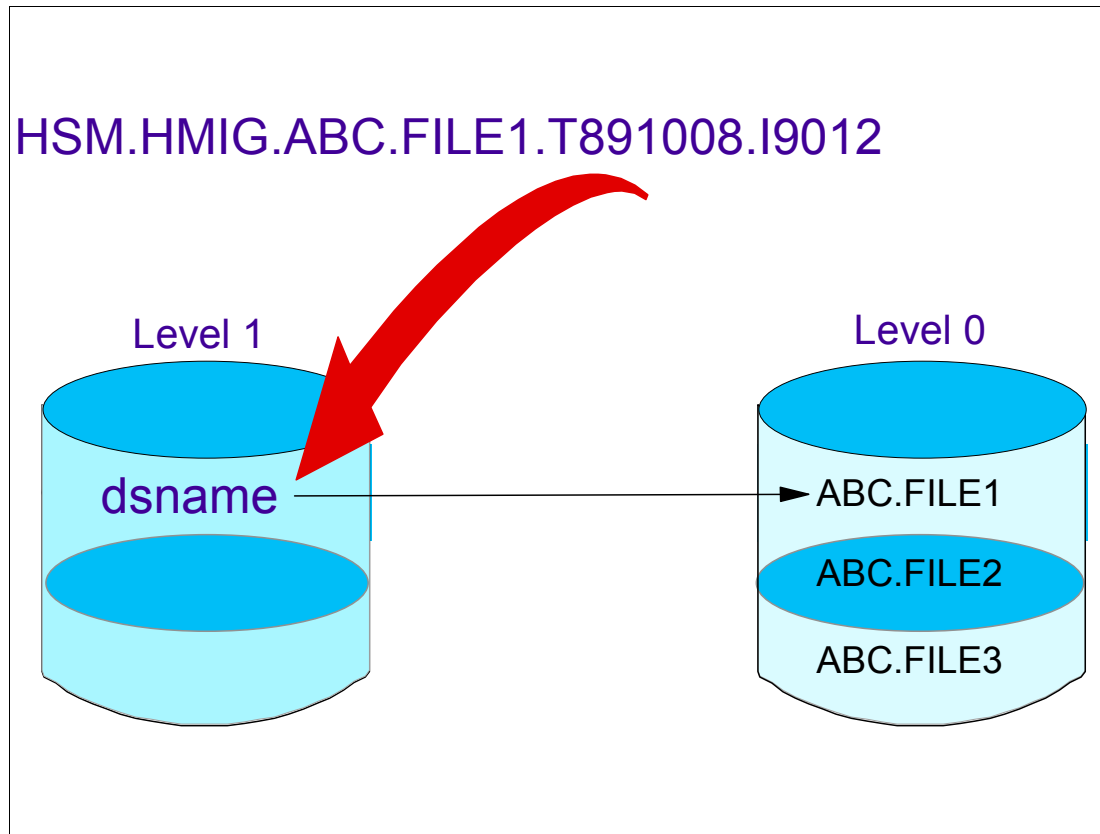 HSM.HMIG.ABC.FILE1.T891008.I9012
Level 1
Level 0
dsname
ABC.FILE1
ABC.FILE2
ABC.FILE3